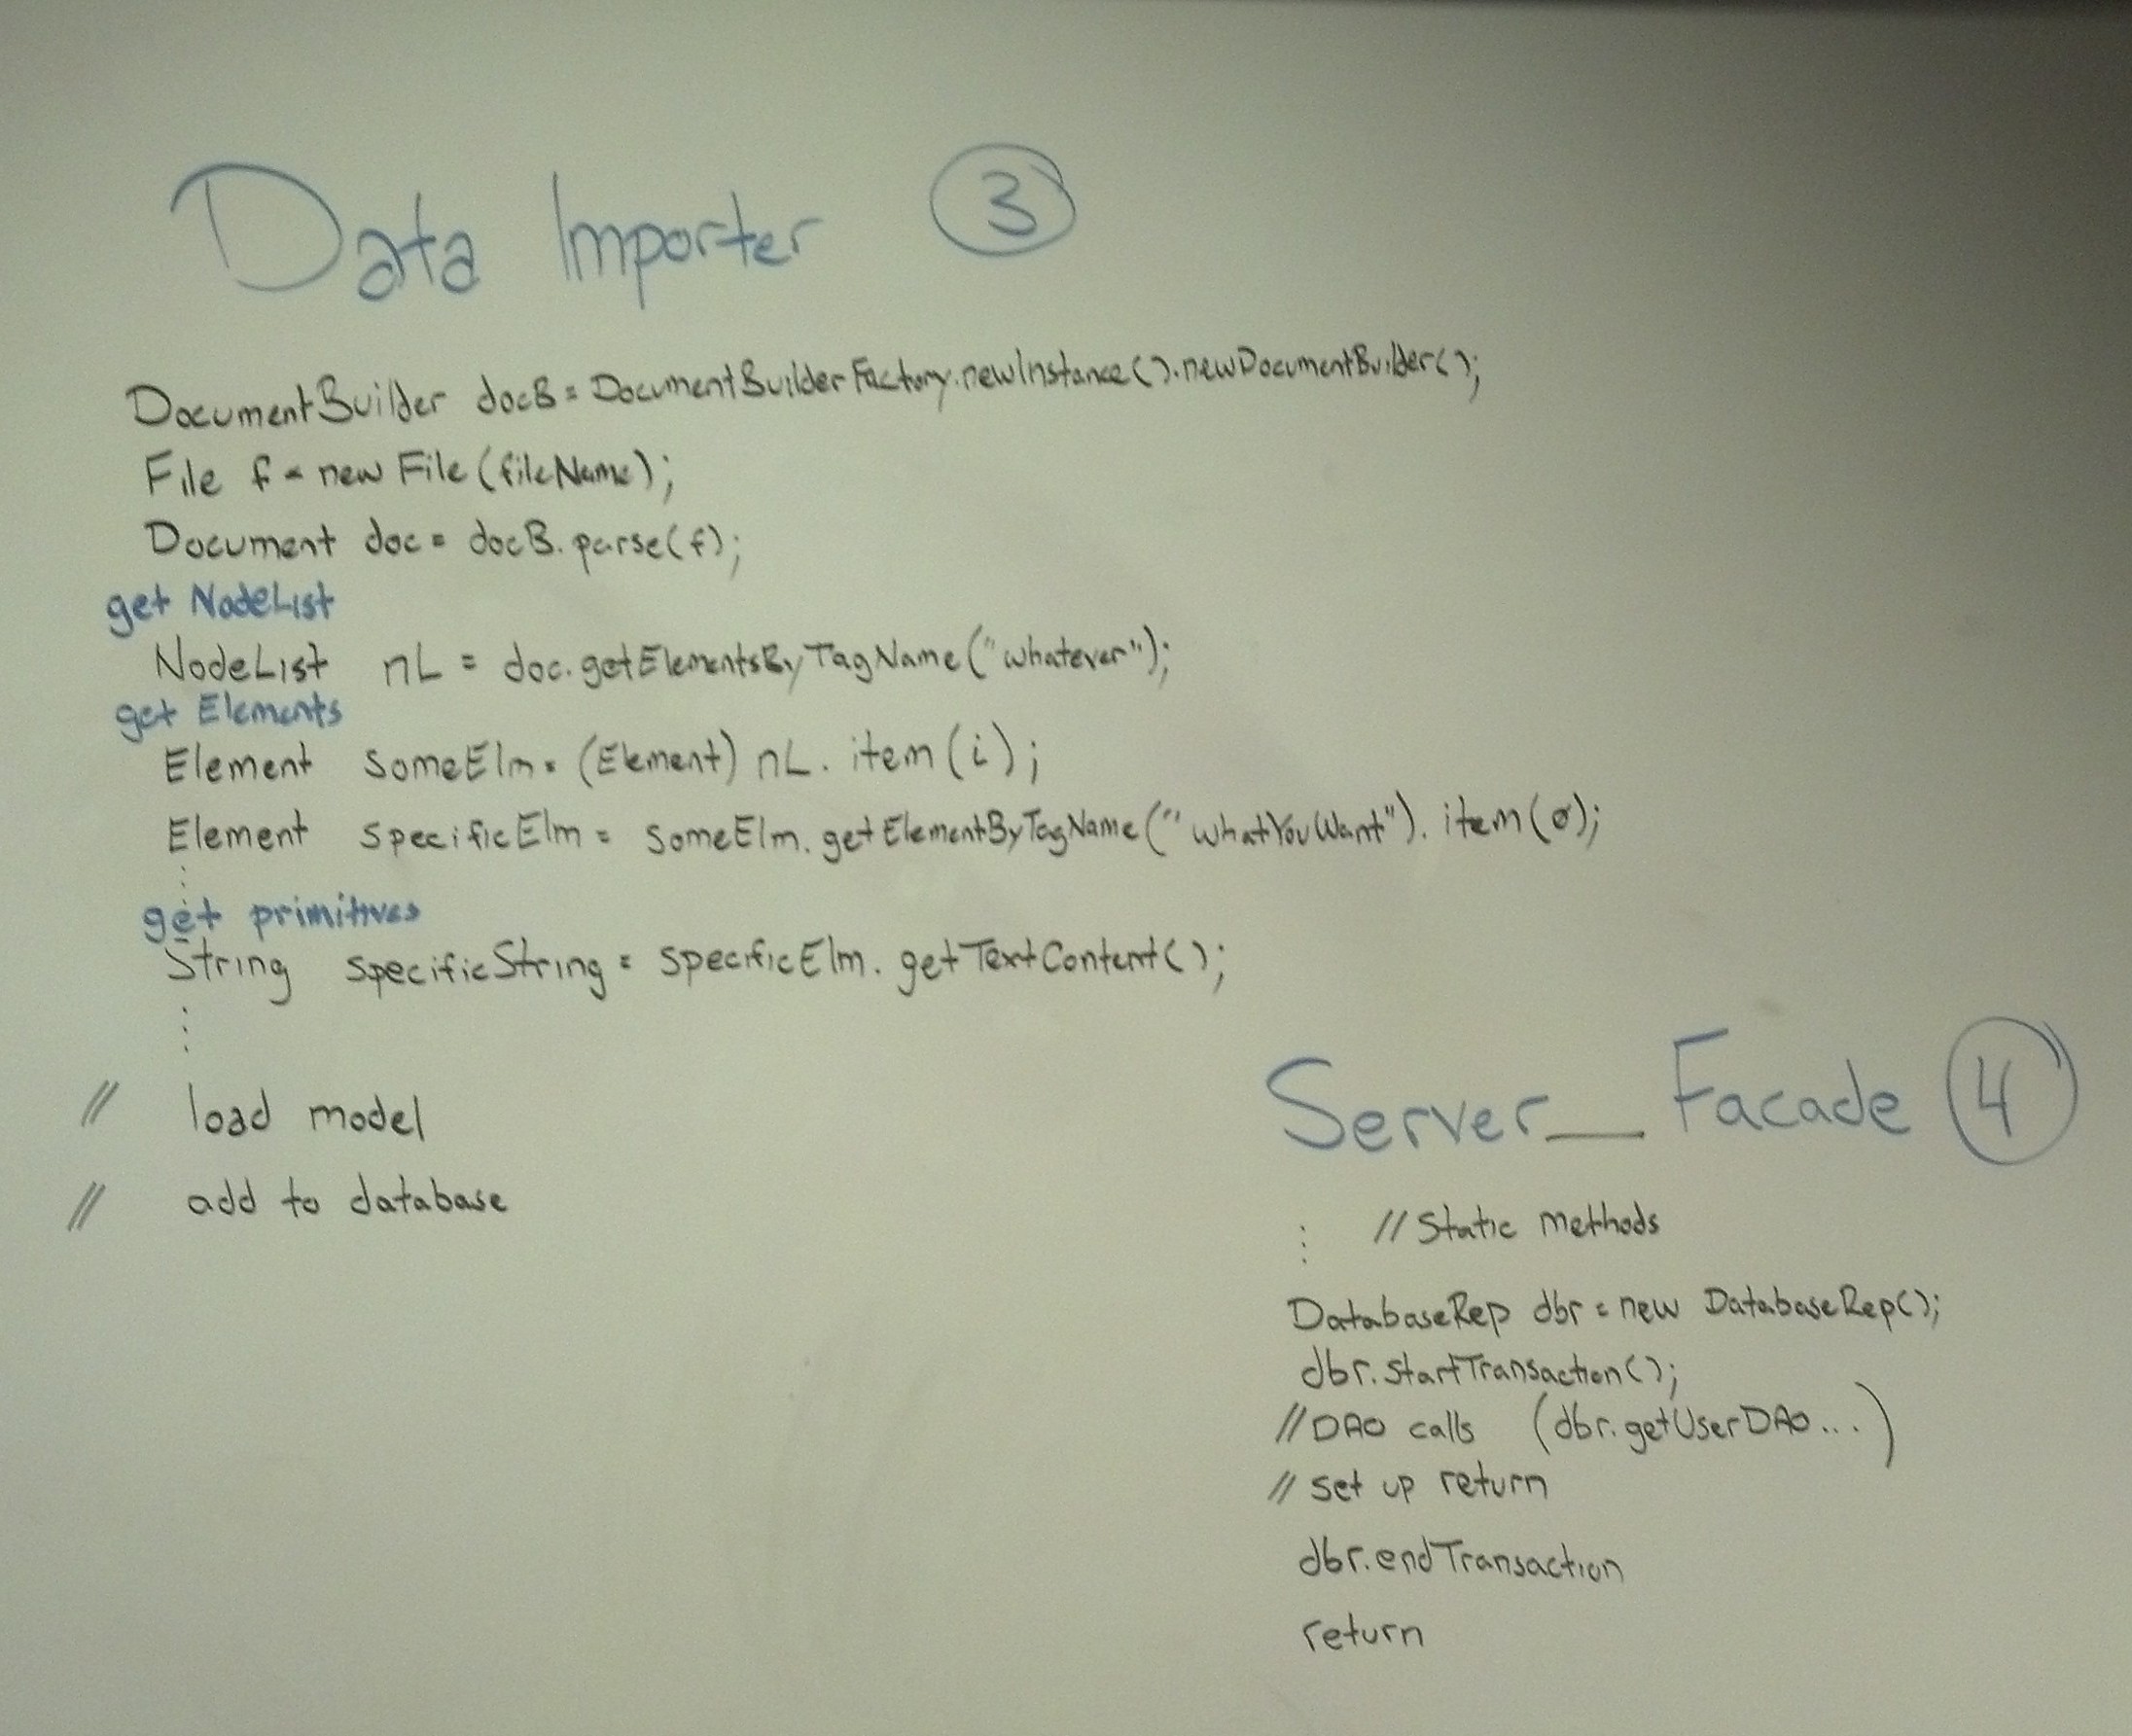 Data Importer 3
DocumentBuilder docB = DocumentBuilderFactory.newInstance().newDocumentBuilder();
File f = new File(fileName);
Document doc = docB.parse(f);
get NodeList
NodeList nL = doc.getElementsByTagName("whatever");
get Elements
Element someElm = (Element) nL.item(i);
Element specificElm = someElm.getElementByTagName("whatYouWant").item(0);
⋮
get primitives
String specificString = specificElm.getTextContent();
⋮
// load model
// add to database
Server_Facade 4
⋮ // Static methods
DatabaseRep dbr = new DatabaseRep();
dbr.startTransaction();
// DAO calls (dbr.getUserDAO...)
// set up return
dbr.endTransaction
return